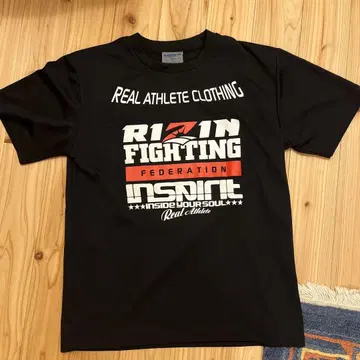 REAL ATHLETE CLOTHING
RIZIN
FIGHTING
FEDERATION
inspirit
★★★INSIDE YOUR SOUL★★★
Real Athlete